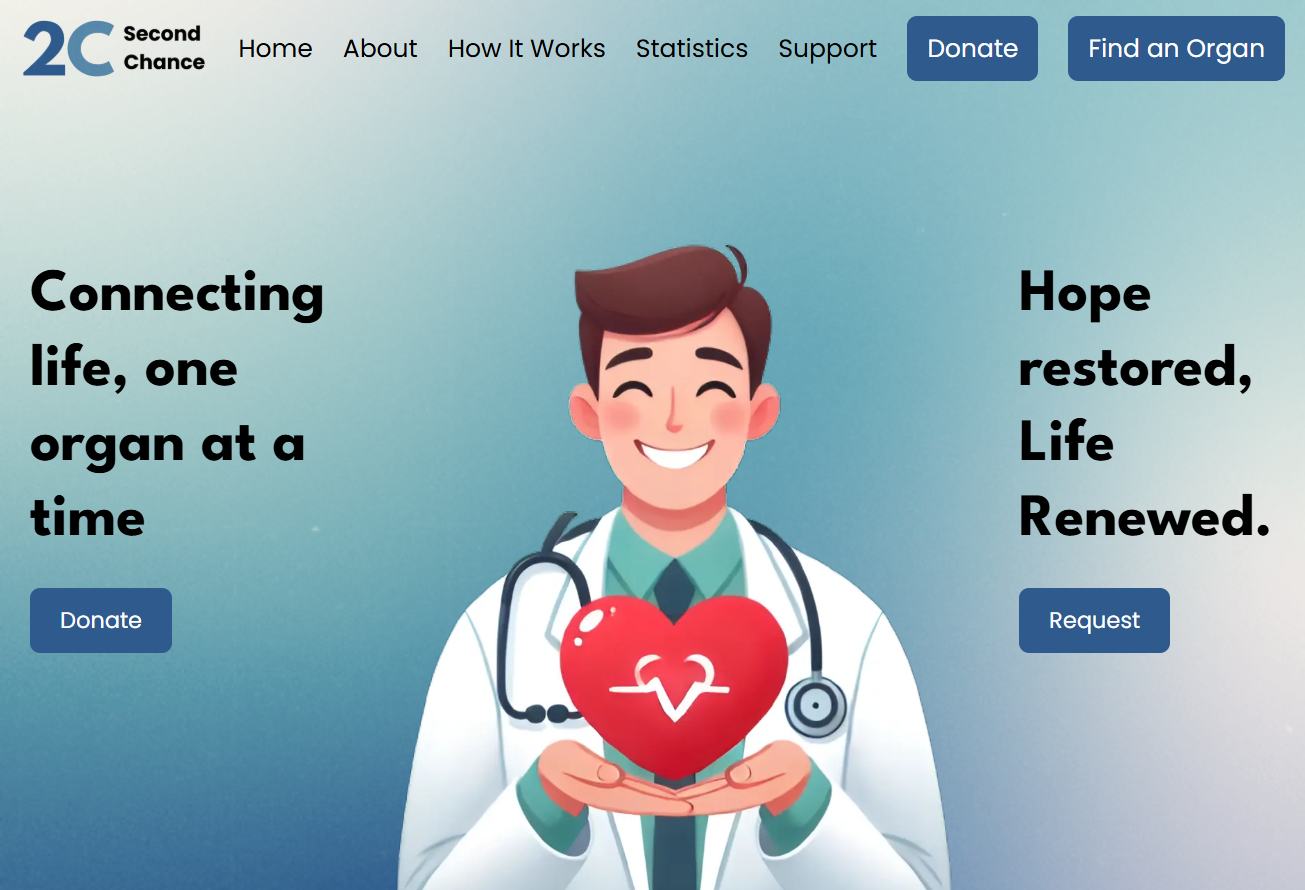 2C Second
Chance
Home About How It Works Statistics Support Donate Find an Organ
Connecting
life, one
organ at a
time
Donate
Hope
restored,
Life
Renewed.
Request